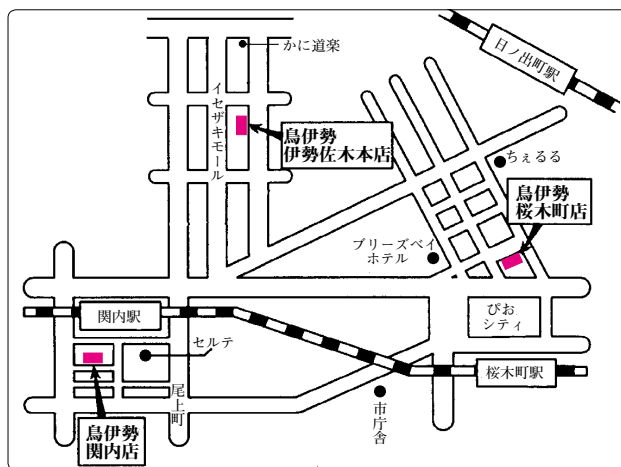 かに道楽
日ノ出町駅
イセザキモール
鳥伊勢
伊勢佐木本店
ちぇるる
鳥伊勢
桜木町店
ブリーズベイ
ホテル
関内駅
ぴお
シティ
セルテ
桜木町駅
尾上町
市庁舎
鳥伊勢
関内店